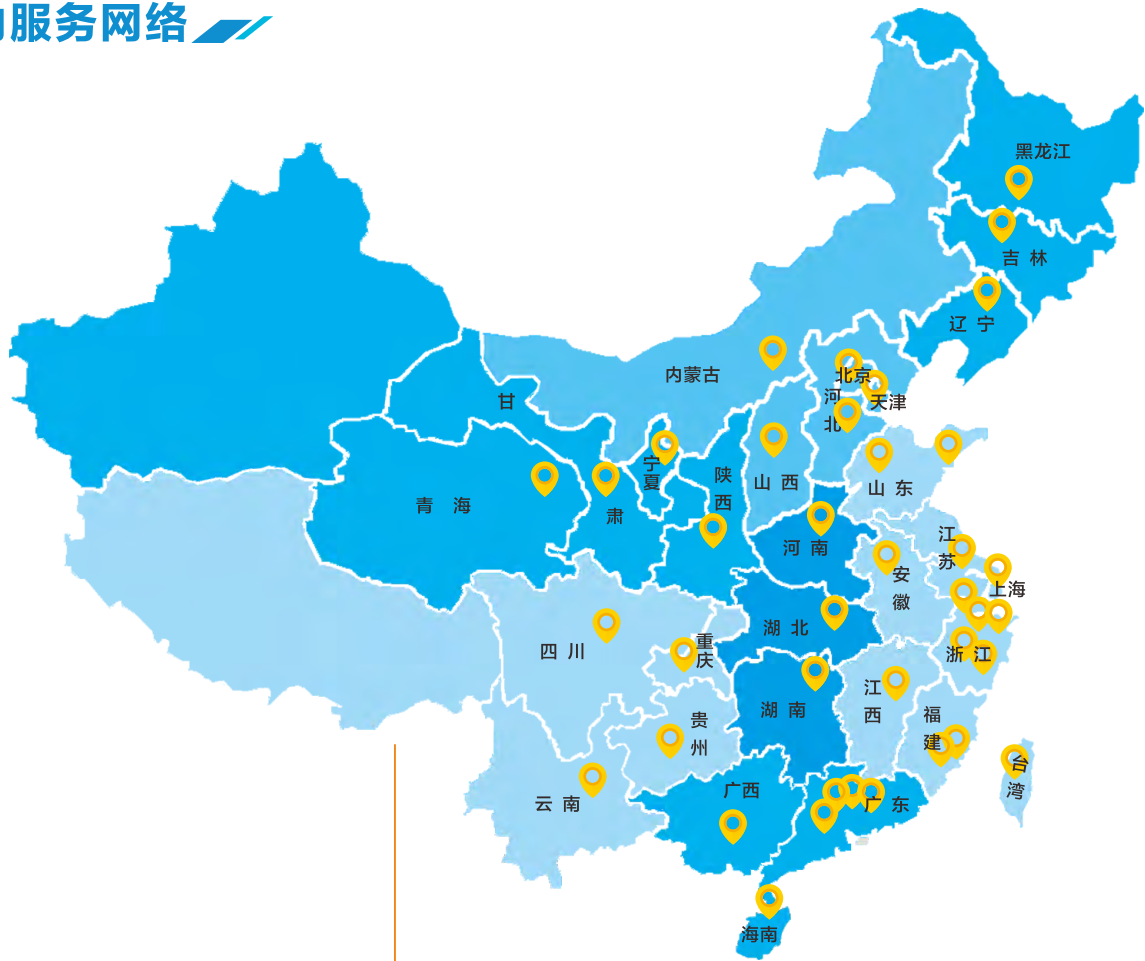 服务网络
黑龙江
吉林
辽宁
内蒙古
北京
天津
河北
甘肃
宁夏
陕西
山西
山东
青海
河南
江苏
安徽
上海
湖北
四川
重庆
浙江
湖南
江西
贵州
福建
台湾
广西
云南
广东
海南